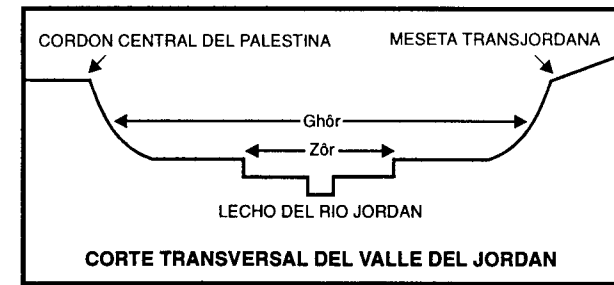 CORDON CENTRAL DEL PALESTINA
MESETA TRANSJORDANA
Ghôr
Zôr
LECHO DEL RIO JORDAN
CORTE TRANSVERSAL DEL VALLE DEL JORDAN